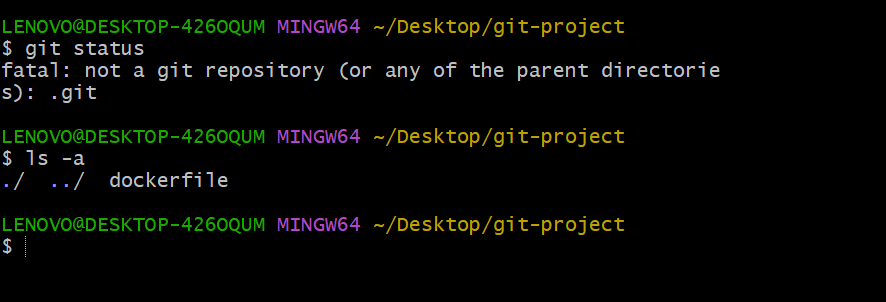 LENOVO@DESKTOP-426OQUM MINGW64 ~/Desktop/git-project
$ git status
fatal: not a git repository (or any of the parent directorie
s): .git
LENOVO@DESKTOP-426OQUM MINGW64 ~/Desktop/git-project
$ ls -a
./  ../  dockerfile
LENOVO@DESKTOP-426OQUM MINGW64 ~/Desktop/git-project
$